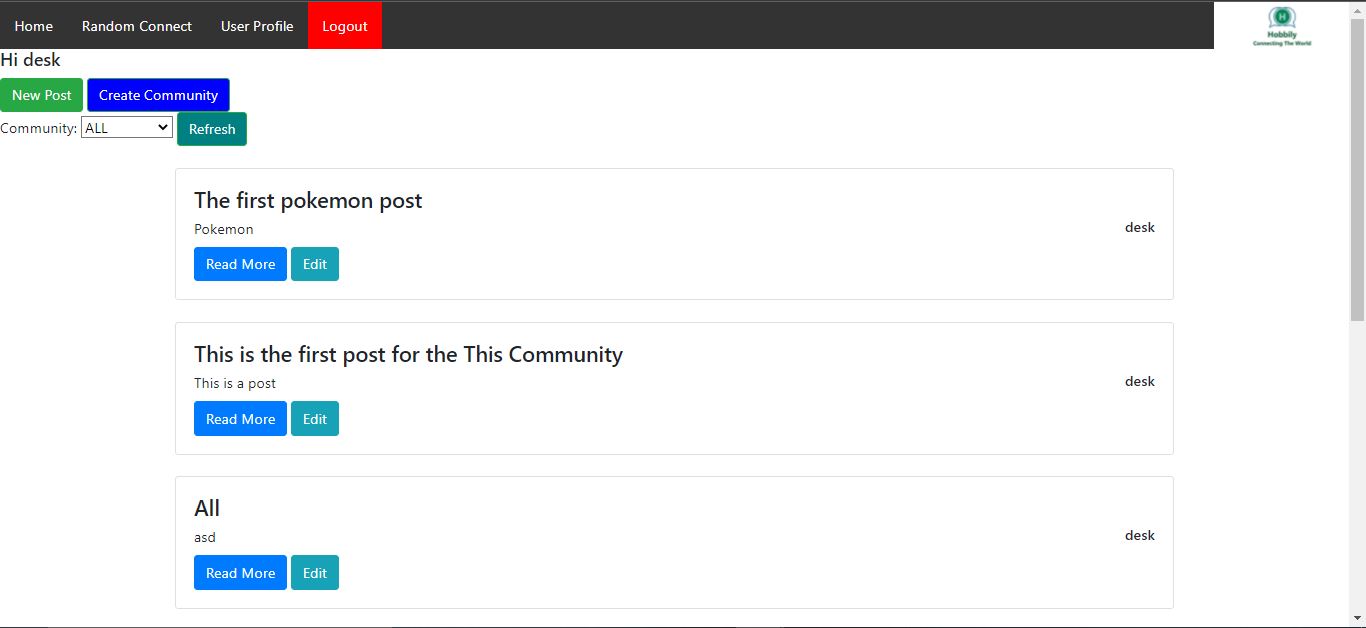 Home Random Connect User Profile Logout
Hobbily
Connecting The World
Hi desk
New Post Create Community
Community: ALL Refresh
The first pokemon post
Pokemon
desk
Read More Edit
This is the first post for the This Community
This is a post
desk
Read More Edit
All
asd
desk
Read More Edit